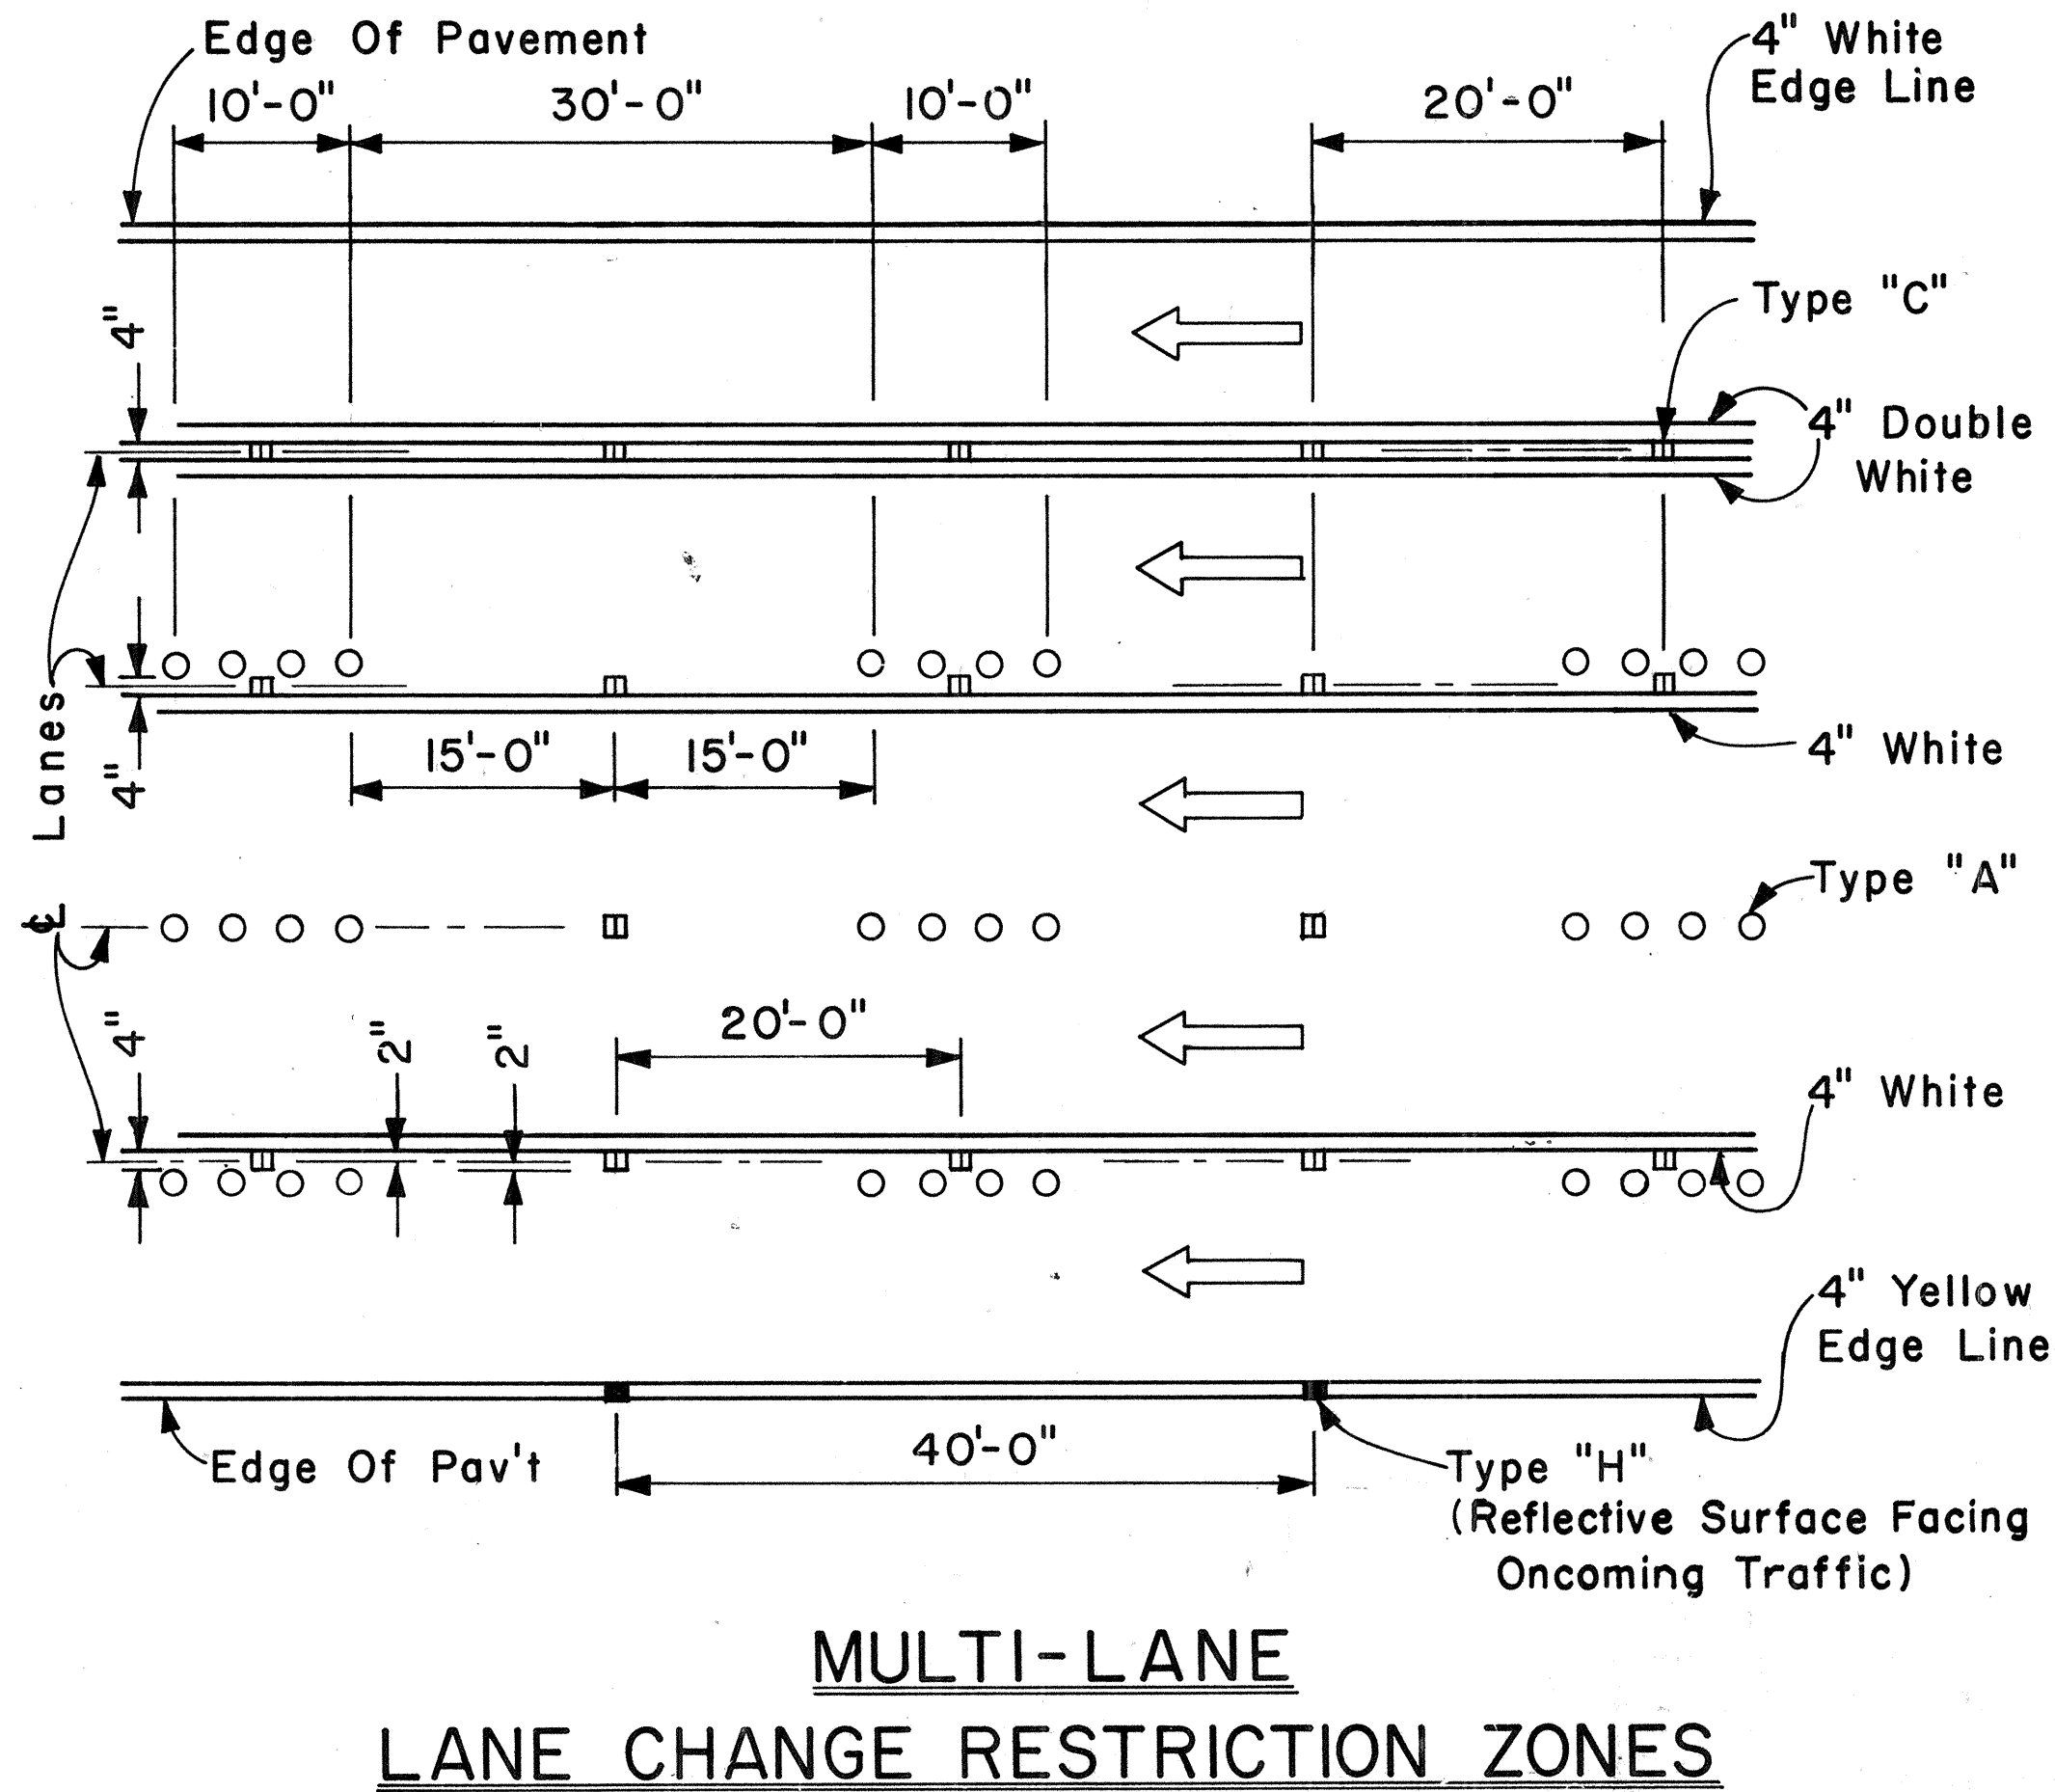 Edge Of Pavement
4" White
Edge Line
10'-0"
30'-0"
10'-0"
20'-0"
Type "C"
4"
4" Double
White
4"
15'-0"
15'-0"
4" White
℄ Lanes
Type "A"
4"
2"
2"
20'-0"
4" White
4" Yellow
Edge Line
Edge Of Pav't
40'-0"
Type "H"
(Reflective Surface Facing
Oncoming Traffic)
MULTI-LANE
LANE CHANGE RESTRICTION ZONES